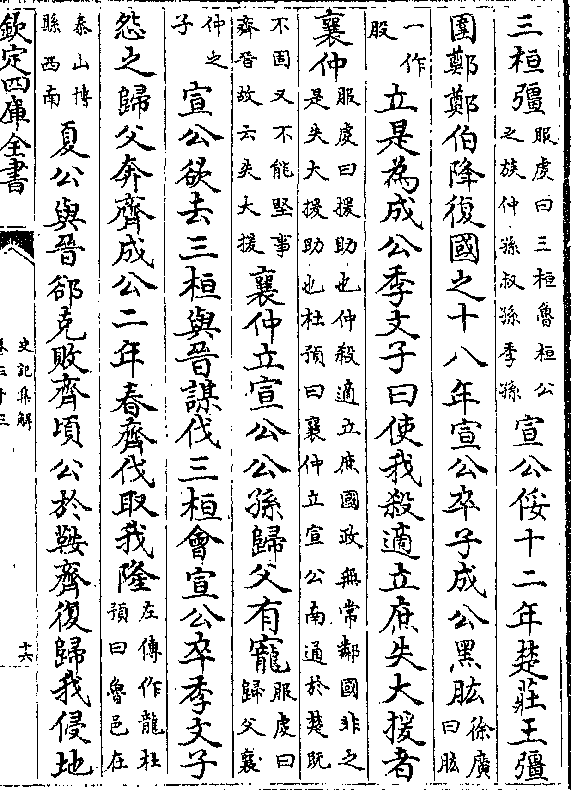 三桓彊服虔曰三桓魯桓公之族仲孫叔孫季孫宣公俀十二年楚莊王彊
圍鄭鄭伯降復國之十八年宣公卒子成公黑肱徐廣曰肱
一作股立是為成公季文子曰使我殺適立庶失大援者
襄仲服虔曰援助也仲殺適立庶國政無常鄰國非之是失大援助也杜預曰襄仲立宣公南通於楚既
不固又不能堅事齊晉故云失大援襄仲立宣公公孫歸父有寵服虔曰歸父襄
仲之子宣公欲去三桓與晉謀伐三桓會宣公卒季文子
怨之歸父奔齊成公二年春齊伐取我隆左傳作龍杜預曰魯邑在
泰山博縣西南夏公與晉郤克敗齊頃公於鞍齊復歸我侵地
欽定四庫全書
史記集解
卷三十三
十六